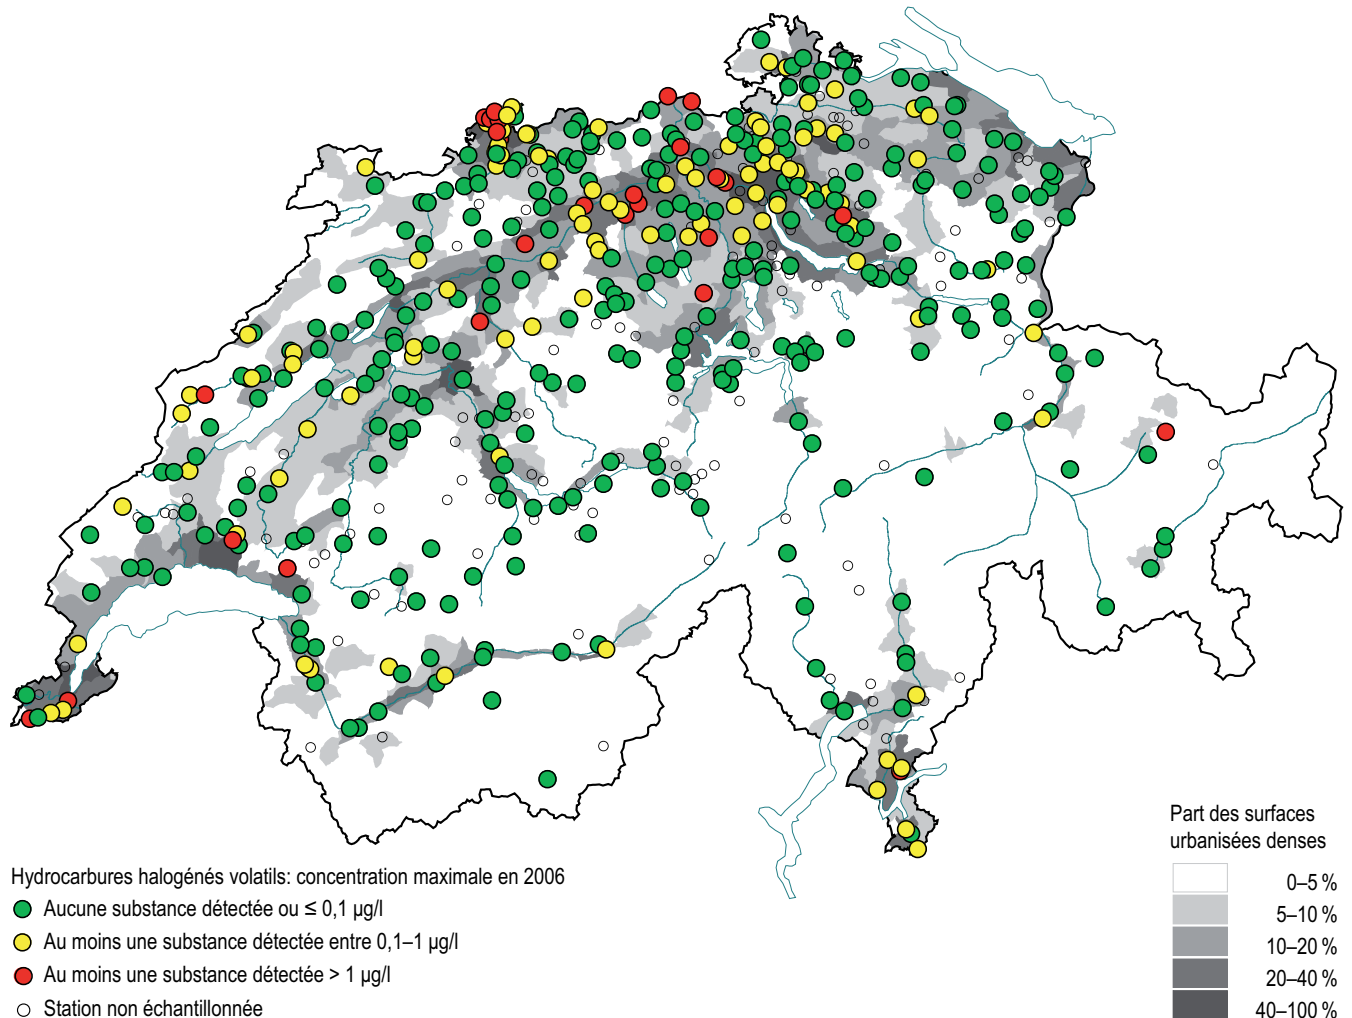 Hydrocarbures halogénés volatils: concentration maximale en 2006
Aucune substance détectée ou ≤ 0,1 µg/l
Au moins une substance détectée entre 0,1–1 µg/l
Au moins une substance détectée > 1 µg/l
Station non échantillonnée
Part des surfaces
urbanisées denses
0–5 %
5–10 %
10–20 %
20–40 %
40–100 %